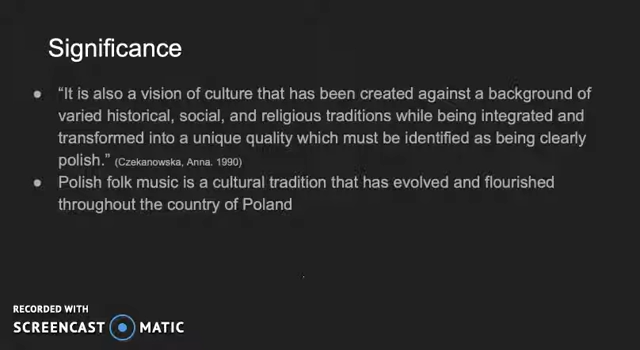 Significance
● “It is also a vision of culture that has been created against a background of
varied historical, social, and religious traditions while being integrated and
transformed into a unique quality which must be identified as being clearly
polish.” (Czekanowska, Anna. 1990)
● Polish folk music is a cultural tradition that has evolved and flourished
throughout the country of Poland
RECORDED WITH
SCREENCAST MATIC